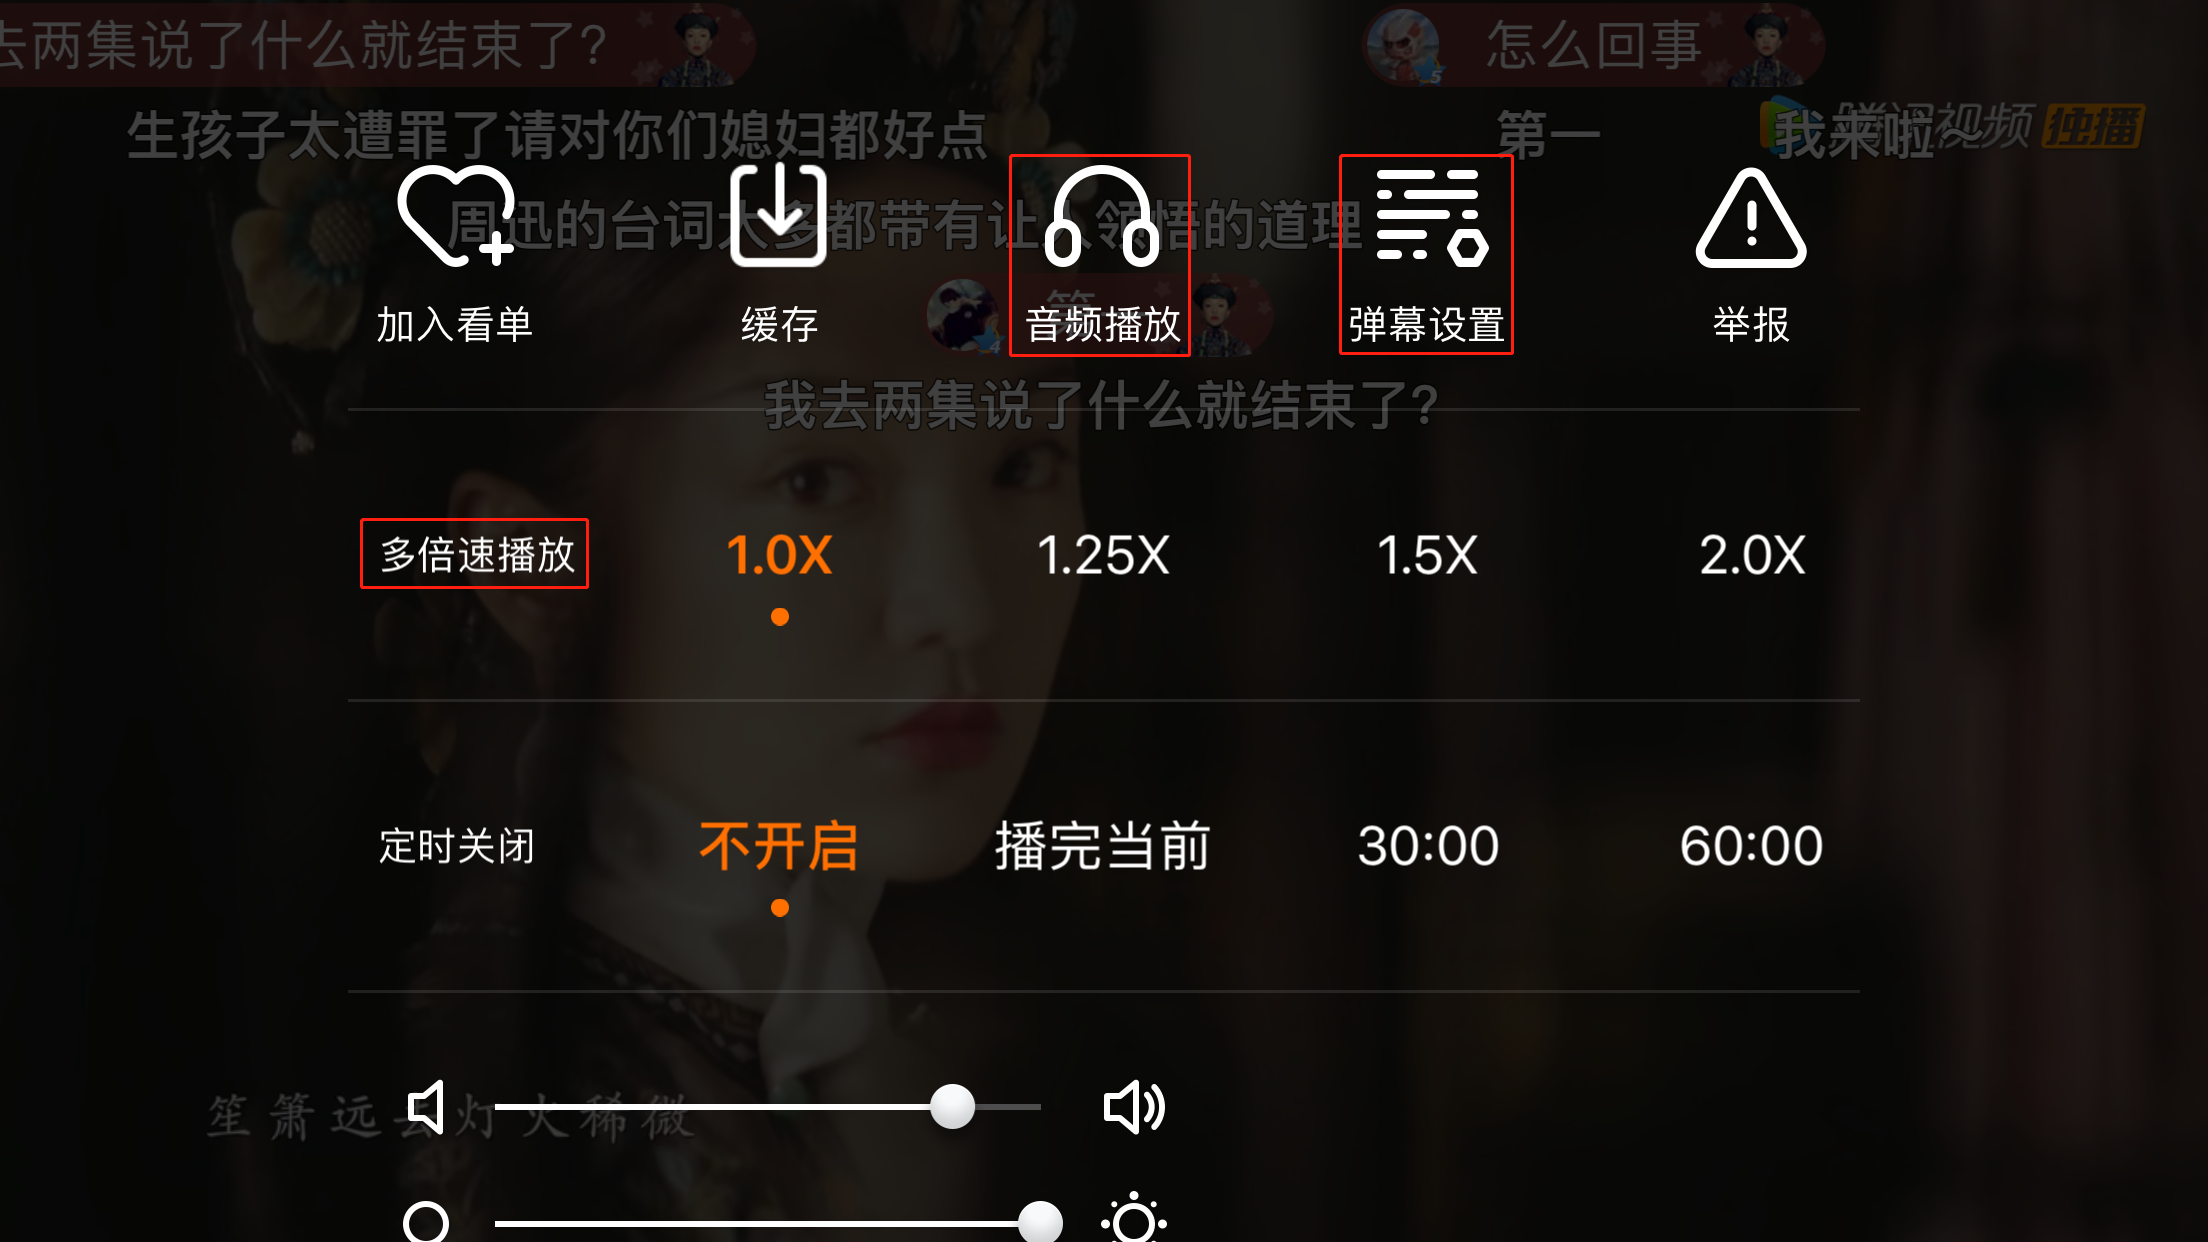 去两集说了什么就结束了?
怎么回事
生孩子太遭罪了请对你们媳妇都好点
第一
我来啦~
腾讯视频 独播
周迅的台词大多都带有让人领悟的道理
加入看单
缓存
第
音频播放
弹幕设置
举报
我去两集说了什么就结束了?
多倍速播放
1.0X
1.25X
1.5X
2.0X
定时关闭
不开启
播完当前
30:00
60:00
笙箫远去灯火稀微